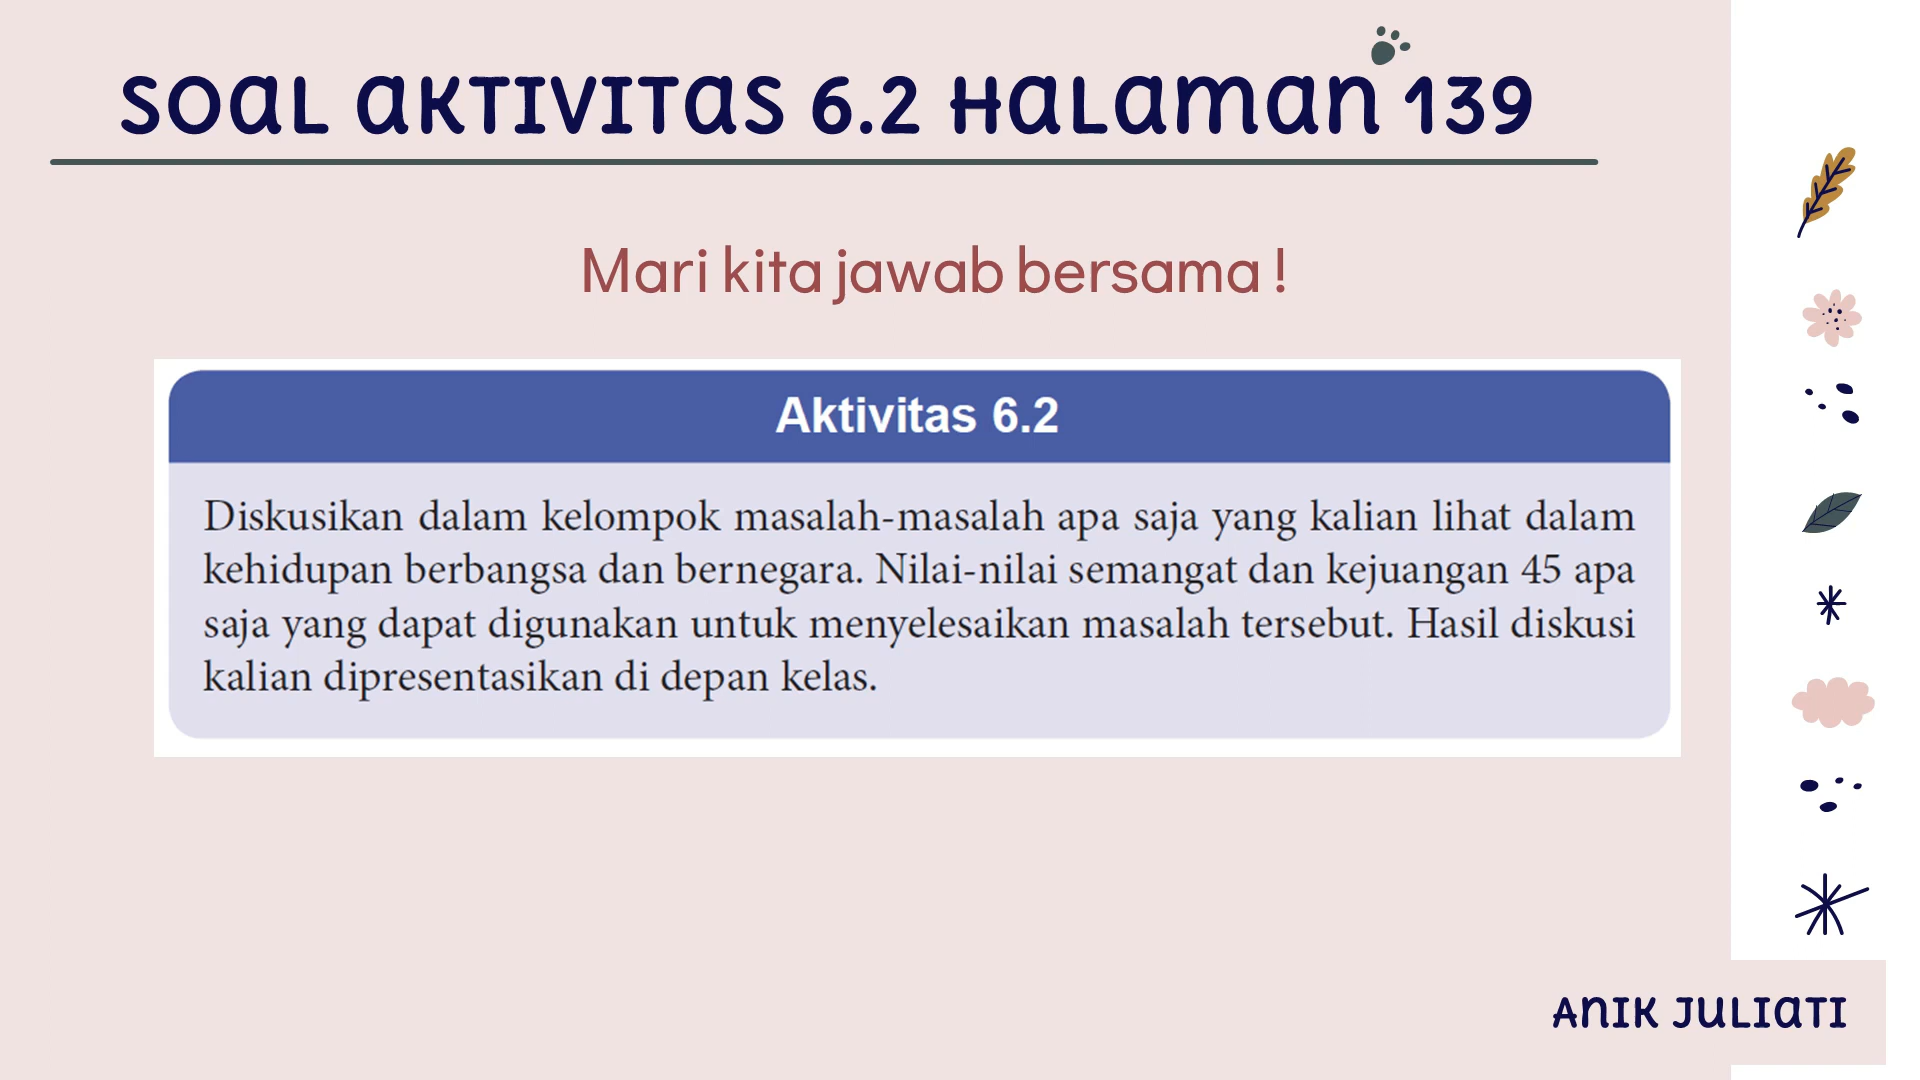 SOAL AKTIVITAS 6.2 HALAMAN 139
Mari kita jawab bersama !
Aktivitas 6.2
Diskusikan dalam kelompok masalah-masalah apa saja yang kalian lihat dalam
kehidupan berbangsa dan bernegara. Nilai-nilai semangat dan kejuangan 45 apa
saja yang dapat digunakan untuk menyelesaikan masalah tersebut. Hasil diskusi
kalian dipresentasikan di depan kelas.
ANIK JULIATI